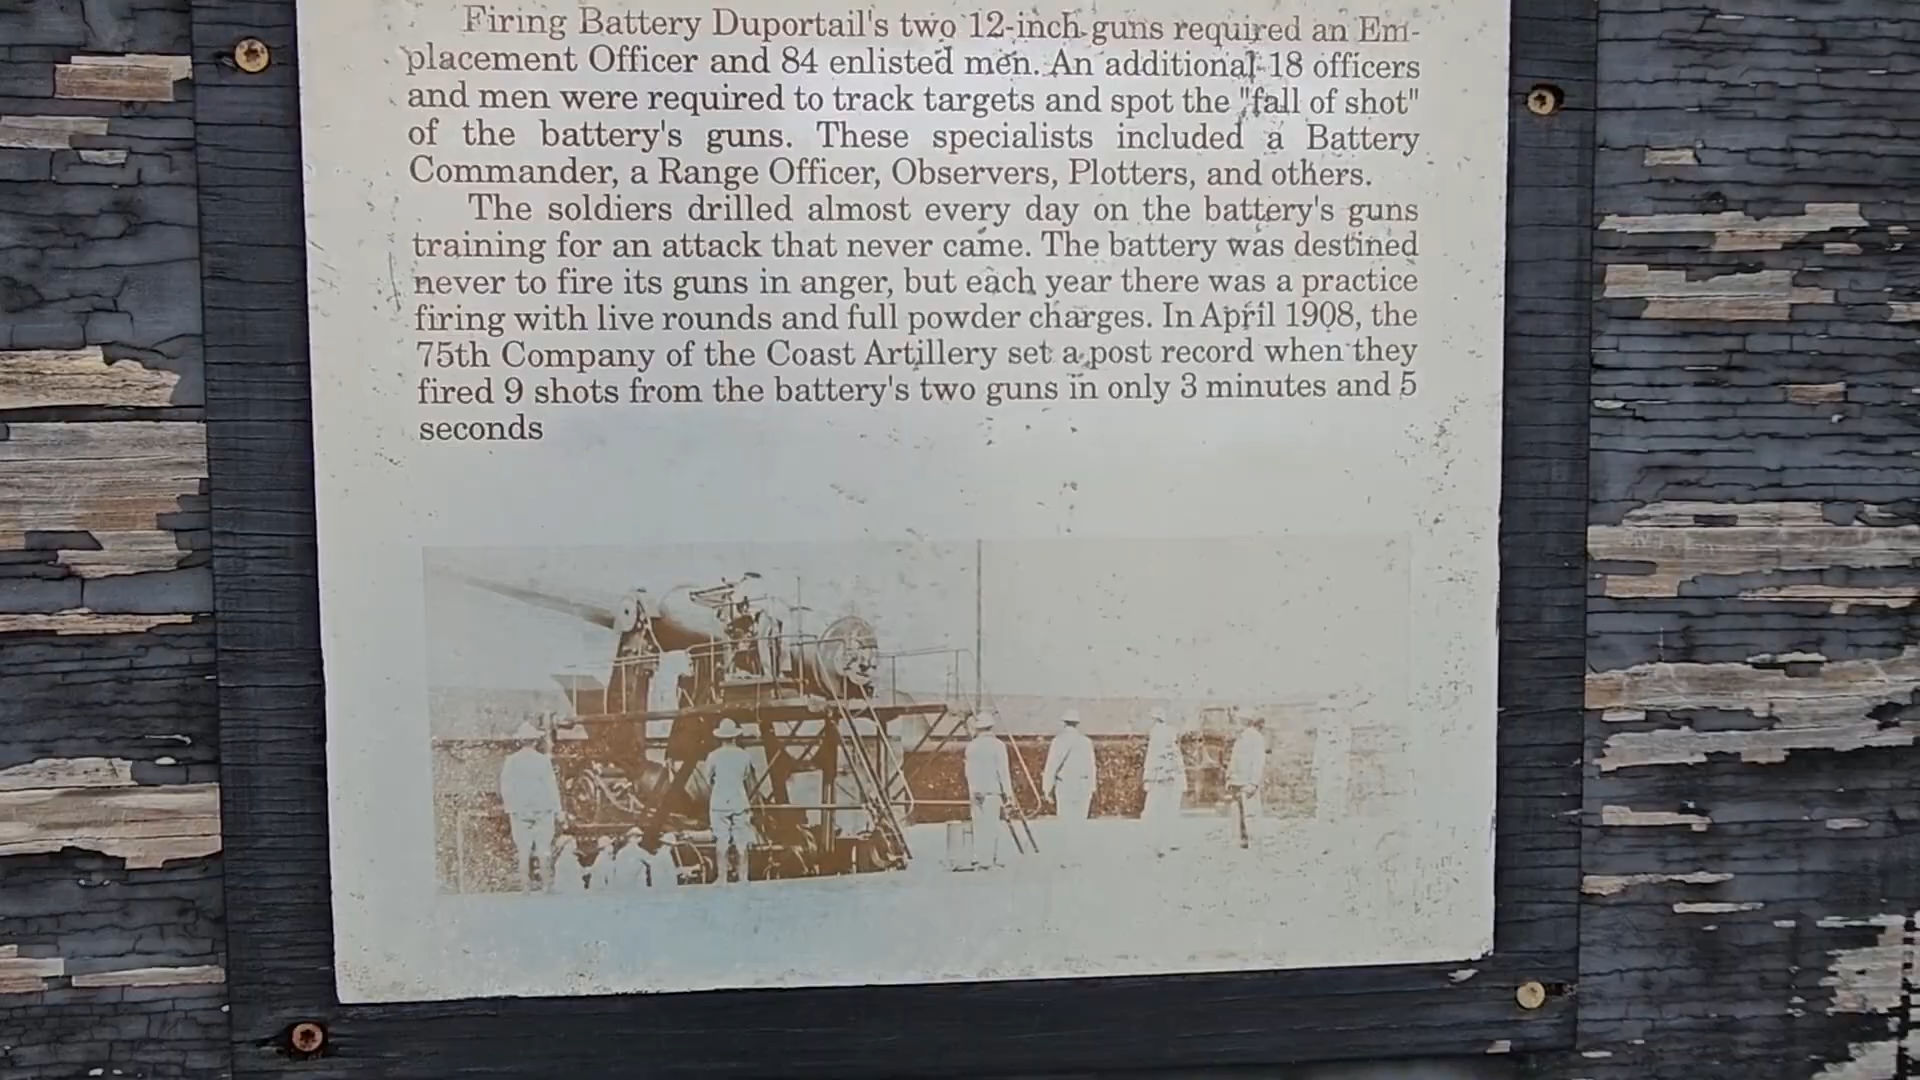 Firing Battery Duportail's two 12-inch guns required an Em-
placement Officer and 84 enlisted men. An additional 18 officers
and men were required to track targets and spot the "fall of shot"
of the battery's guns. These specialists included a Battery
Commander, a Range Officer, Observers, Plotters, and others.
The soldiers drilled almost every day on the battery's guns
training for an attack that never came. The battery was destined
never to fire its guns in anger, but each year there was a practice
firing with live rounds and full powder charges. In April 1908, the
75th Company of the Coast Artillery set a post record when they
fired 9 shots from the battery's two guns in only 3 minutes and 5
seconds